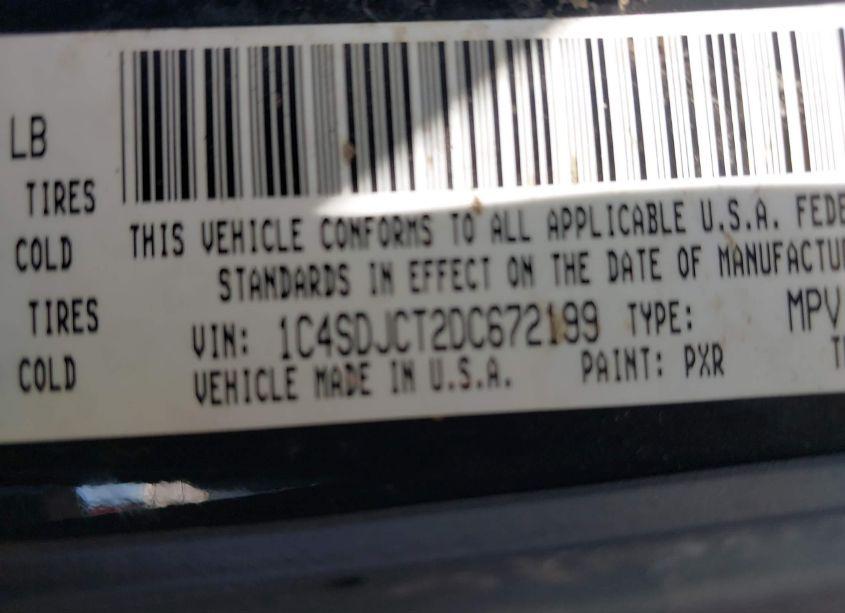 LB
TIRES
COLD
TIRES
COLD
THIS VEHICLE CONFORMS TO ALL APPLICABLE U.S.A. FEDE
STANDARDS IN EFFECT ON THE DATE OF MANUFACTU
VIN: 1C4SDJCT2DC672199 TYPE: MPV
VEHICLE MADE IN U.S.A. PAINT: PXR